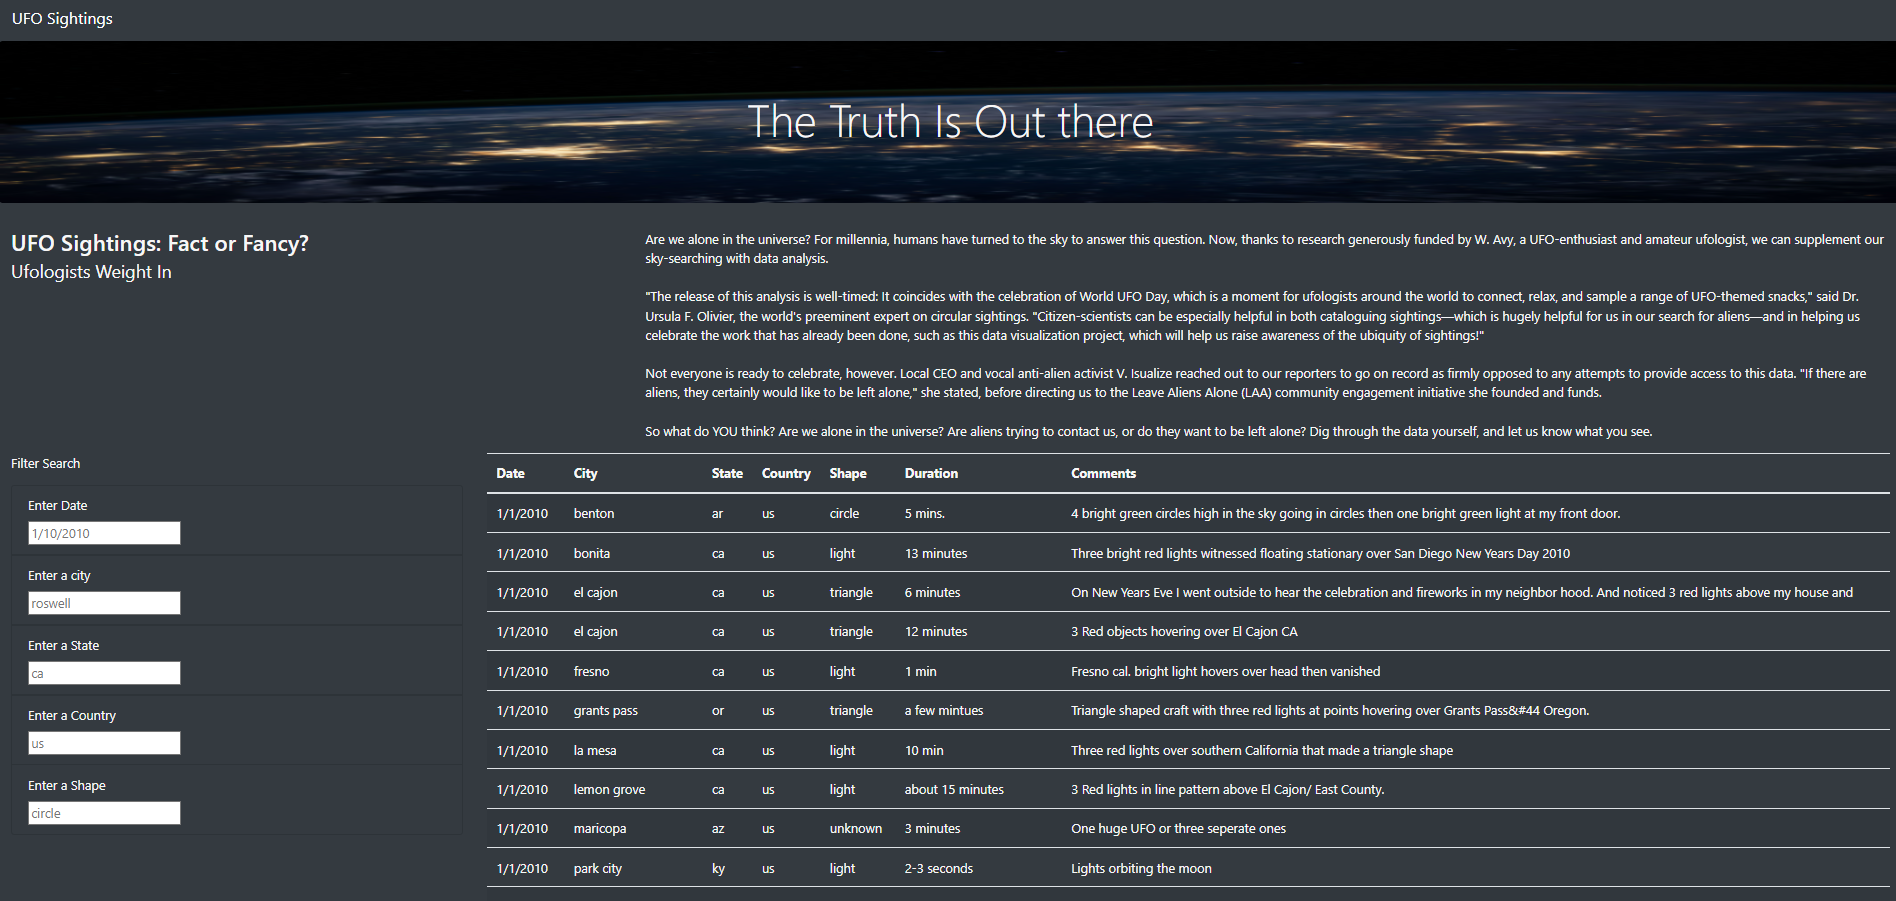 UFO Sightings
The Truth Is Out there
UFO Sightings: Fact or Fancy?
Ufologists Weight In
Are we alone in the universe? For millennia, humans have turned to the sky to answer this question. Now, thanks to research generously funded by W. Avy, a UFO-enthusiast and amateur ufologist, we can supplement our
sky-searching with data analysis.
"The release of this analysis is well-timed: It coincides with the celebration of World UFO Day, which is a moment for ufologists around the world to connect, relax, and sample a range of UFO-themed snacks," said Dr.
Ursula F. Olivier, the world's preeminent expert on circular sightings. "Citizen-scientists can be especially helpful in both cataloguing sightings—which is hugely helpful for us in our search for aliens—and in helping us
celebrate the work that has already been done, such as this data visualization project, which will help us raise awareness of the ubiquity of sightings!"
Not everyone is ready to celebrate, however. Local CEO and vocal anti-alien activist V. Isualize reached out to our reporters to go on record as firmly opposed to any attempts to provide access to this data. "If there are
aliens, they certainly would like to be left alone," she stated, before directing us to the Leave Aliens Alone (LAA) community engagement initiative she founded and funds.
So what do YOU think? Are we alone in the universe? Are aliens trying to contact us, or do they want to be left alone? Dig through the data yourself, and let us know what you see.
Filter Search
Enter Date
1/10/2010
Enter a city
roswell
Enter a State
ca
Enter a Country
us
Enter a Shape
circle
Date City State Country Shape Duration Comments
1/1/2010 benton ar us circle 5 mins. 4 bright green circles high in the sky going in circles then one bright green light at my front door.
1/1/2010 bonita ca us light 13 minutes Three bright red lights witnessed floating stationary over San Diego New Years Day 2010
1/1/2010 el cajon ca us triangle 6 minutes On New Years Eve I went outside to hear the celebration and fireworks in my neighbor hood. And noticed 3 red lights above my house and
1/1/2010 el cajon ca us triangle 12 minutes 3 Red objects hovering over El Cajon CA
1/1/2010 fresno ca us light 1 min Fresno cal. bright light hovers over head then vanished
1/1/2010 grants pass or us triangle a few mintues Triangle shaped craft with three red lights at points hovering over Grants Pass&#44 Oregon.
1/1/2010 la mesa ca us light 10 min Three red lights over southern California that made a triangle shape
1/1/2010 lemon grove ca us light about 15 minutes 3 Red lights in line pattern above El Cajon/ East County.
1/1/2010 maricopa az us unknown 3 minutes One huge UFO or three seperate ones
1/1/2010 park city ky us light 2-3 seconds Lights orbiting the moon